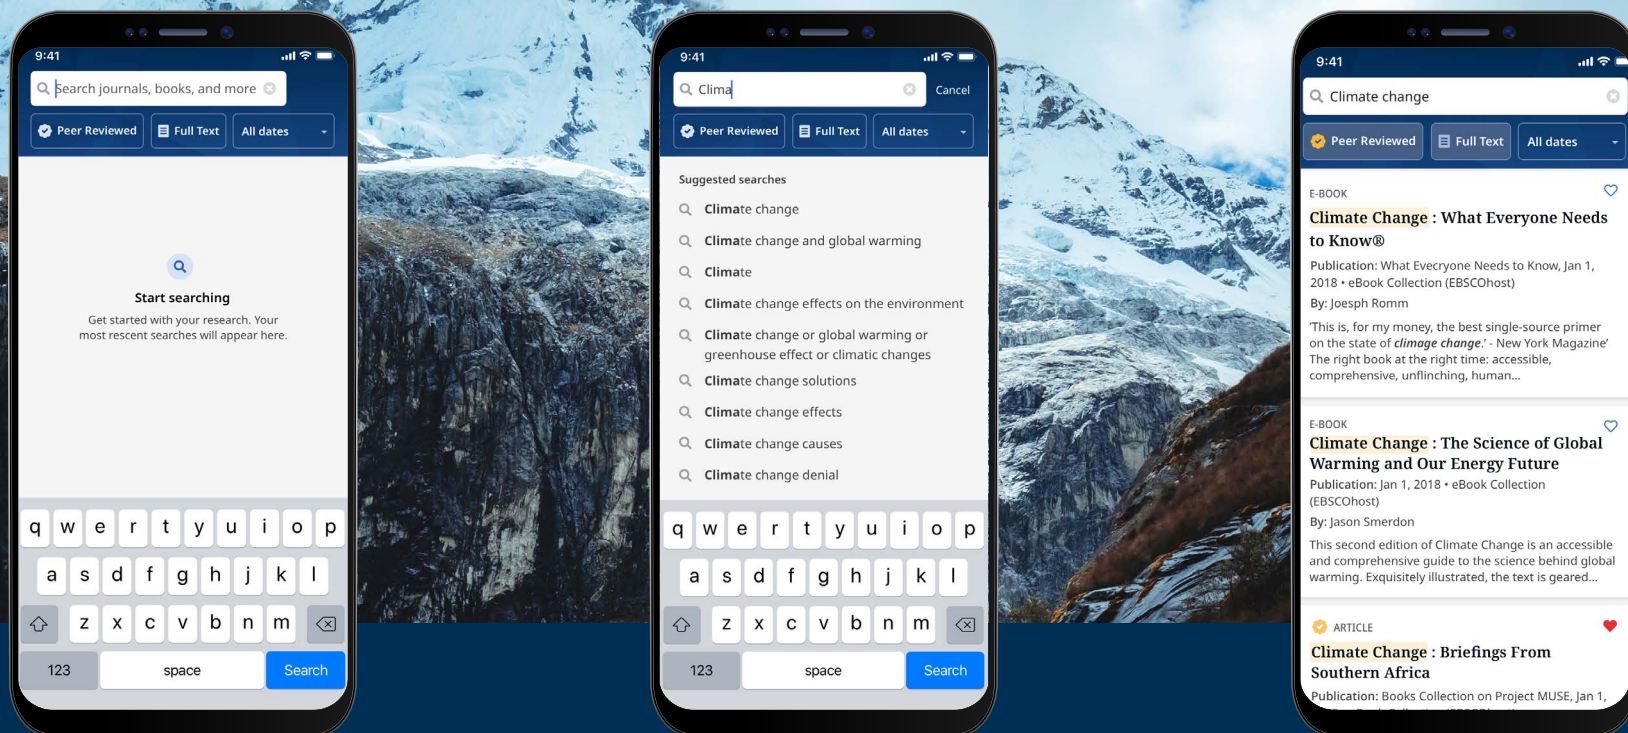 9:41
Search journals, books, and more
Peer Reviewed
Full Text
All dates
Start searching
Get started with your research. Your
most rescent searches will appear here.
q w e r t y u i o p
a s d f g h j k l
z x c v b n m
123
space
Search
9:41
Clima
Cancel
Peer Reviewed
Full Text
All dates
Suggested searches
Climate change
Climate change and global warming
Climate
Climate change effects on the environment
Climate change or global warming or
greenhouse effect or climatic changes
Climate change solutions
Climate change effects
Climate change causes
Climate change denial
q w e r t y u i o p
a s d f g h j k l
z x c v b n m
123
space
Search
9:41
Climate change
Peer Reviewed
Full Text
All dates
E-BOOK
Climate Change : What Everyone Needs
to Know®
Publication: What Evecryone Needs to Know, Jan 1,
2018 • eBook Collection (EBSCOhost)
By: Joesph Romm
'This is, for my money, the best single-source primer
on the state of climage change.' - New York Magazine'
The right book at the right time: accessible,
comprehensive, unflinching, human...
E-BOOK
Climate Change : The Science of Global
Warming and Our Energy Future
Publication: Jan 1, 2018 • eBook Collection
(EBSCOhost)
By: Jason Smerdon
This second edition of Climate Change is an accessible
and comprehensive guide to the science behind global
warming. Exquisitely illustrated, the text is geared...
ARTICLE
Climate Change : Briefings From
Southern Africa
Publication: Books Collection on Project MUSE, Jan 1,